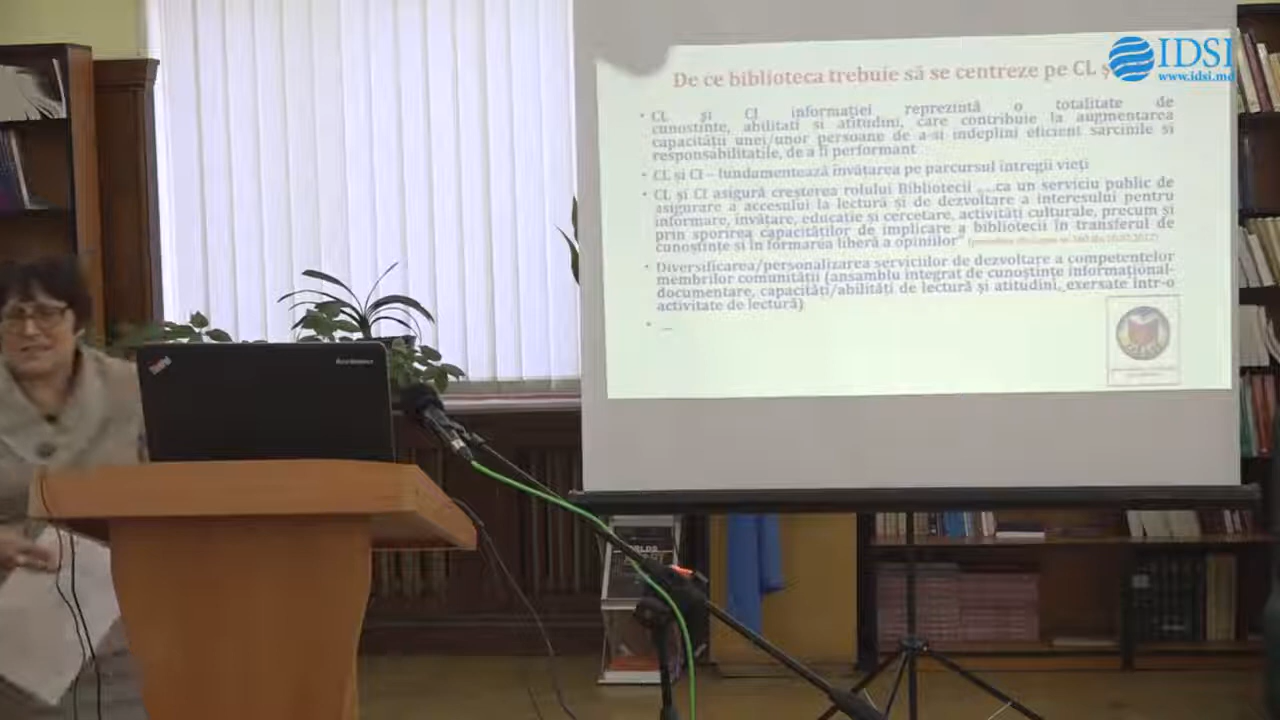 IDSI
www.idsi.md
De ce biblioteca trebuie să se centreze pe CL ș
• CL și CI informației reprezintă o totalitate de
cunoștințe, abilități și atitudini, care contribuie la augmentarea
capacității unei/unor persoane de a-și îndeplini eficient sarcinile și
responsabilitățile, de a fi performant
• CL și CI – fundamentează învățarea pe parcursul întregii vieți
• CL și CI asigură creșterea rolului Bibliotecii „...ca un serviciu public de
asigurare a accesului la lectură și de dezvoltare a interesului pentru
informare, învățare, educație și cercetare, activități culturale, precum și
prin sporirea capacităților de implicare a bibliotecii în transferul de
cunoștințe și în formarea liberă a opiniilor”
• Diversificarea/personalizarea serviciilor de dezvoltare a competențelor
membrilor comunității (ansamblu integrat de cunoștințe informațional-
documentare, capacități/abilități de lectură și atitudini, exersate într-o
activitate de lectură)
• ...
ThinkPad